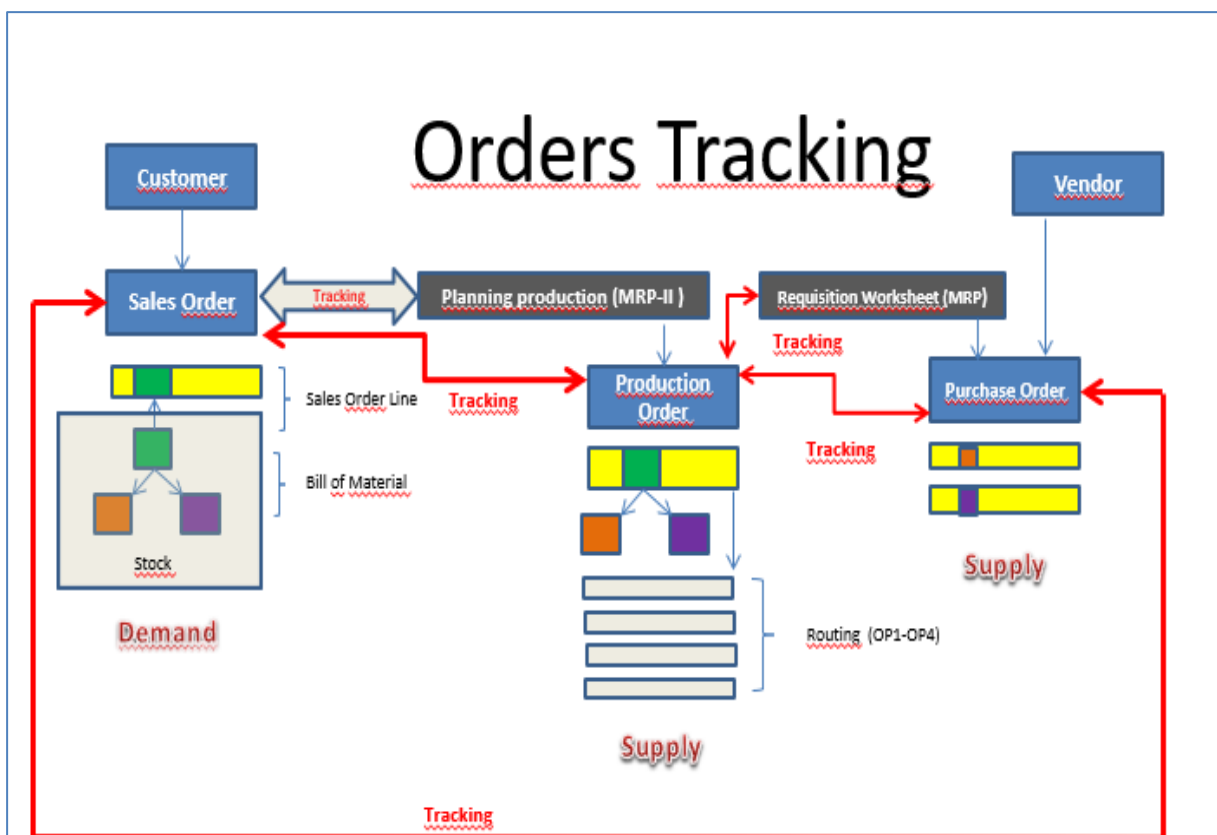 Orders Tracking
Customer
Vendor
Sales Order
Tracking
Planning production (MRP-II )
Requisition Worksheet (MRP)
Tracking
Production
Order
Purchase Order
Sales Order Line
Tracking
Tracking
Bill of Material
Stock
Supply
Demand
Routing (OP1-OP4)
Supply
Tracking